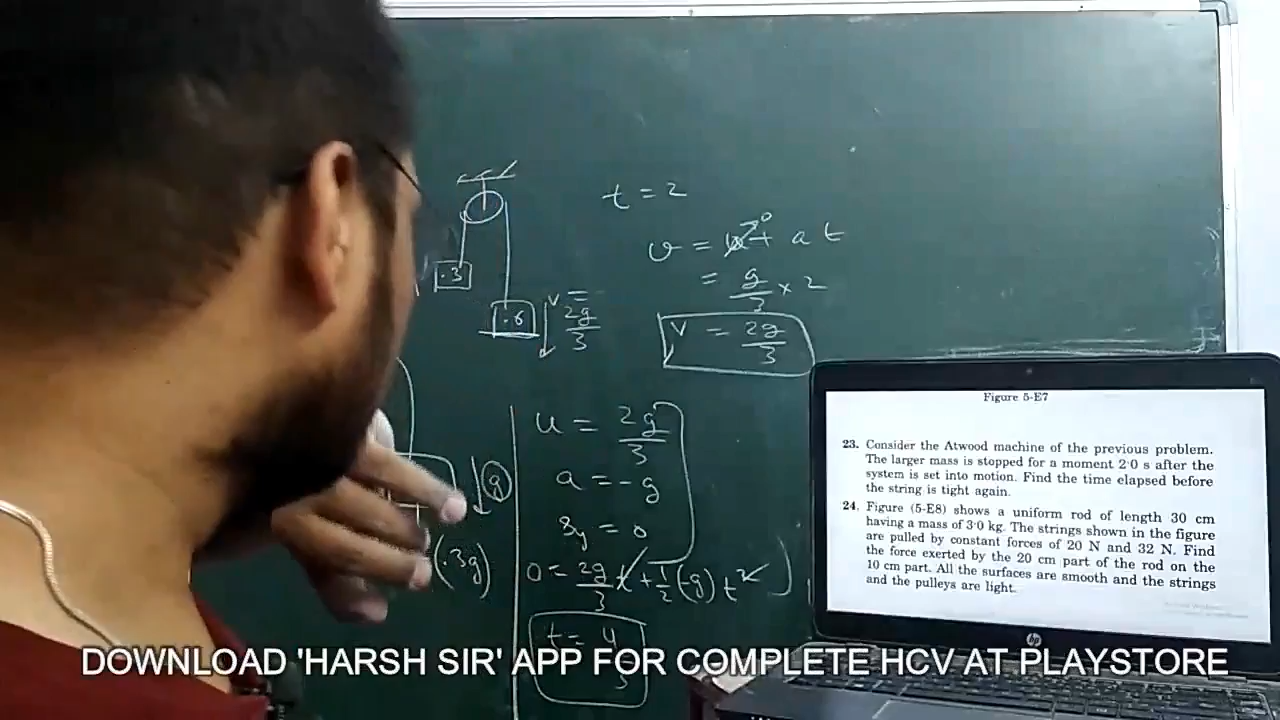 t = 2
v = u + a t
0
= g/3 × 2
v = 2g/3
.3
.6
v =
2g/3
u = 2g/3
a = -g
g
Sy = 0
(.3g)
0 = 2g/3 t + 1/2 (-g) t²
t = 4/3
Figure 5-E7
23. Consider the Atwood machine of the previous problem.
The larger mass is stopped for a moment 2·0 s after the
system is set into motion. Find the time elapsed before
the string is tight again.
24. Figure (5-E8) shows a uniform rod of length 30 cm
having a mass of 3·0 kg. The strings shown in the figure
are pulled by constant forces of 20 N and 32 N. Find
the force exerted by the 20 cm part of the rod on the
10 cm part. All the surfaces are smooth and the strings
and the pulleys are light.
hp
DOWNLOAD 'HARSH SIR' APP FOR COMPLETE HCV AT PLAYSTORE